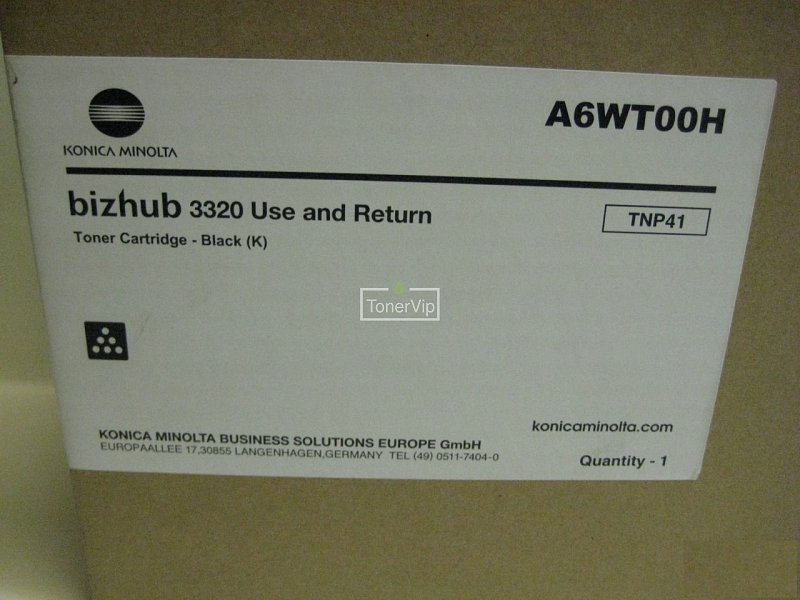 A6WT00H
KONICA MINOLTA
bizhub 3320 Use and Return
TNP41
Toner Cartridge - Black (K)
TonerVip
KONICA MINOLTA BUSINESS SOLUTIONS EUROPE GmbH
EUROPAALLEE 17,30855 LANGENHAGEN,GERMANY TEL (49) 0511-7404-0
konicaminolta.com
Quantity - 1